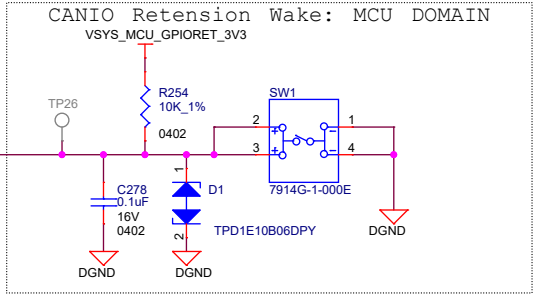 CANIO Retension Wake: MCU DOMAIN
VSYS_MCU_GPIORET_3V3
R254
10K_1%
0402
TP26
SW1
2
1
3
4
7914G-1-000E
C278
0.1uF
16V
0402
1
D1
2
TPD1E10B06DPY
DGND
DGND
DGND